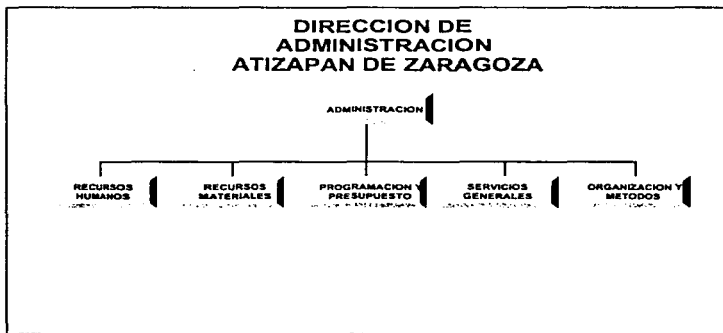 DIRECCION DE
ADMINISTRACION
ATIZAPAN DE ZARAGOZA
ADMINISTRACION
RECURSOS
HUMANOS
RECURSOS
MATERIALES
PROGRAMACION Y
PRESUPUESTO
SERVICIOS
GENERALES
ORGANIZACION Y
METODOS